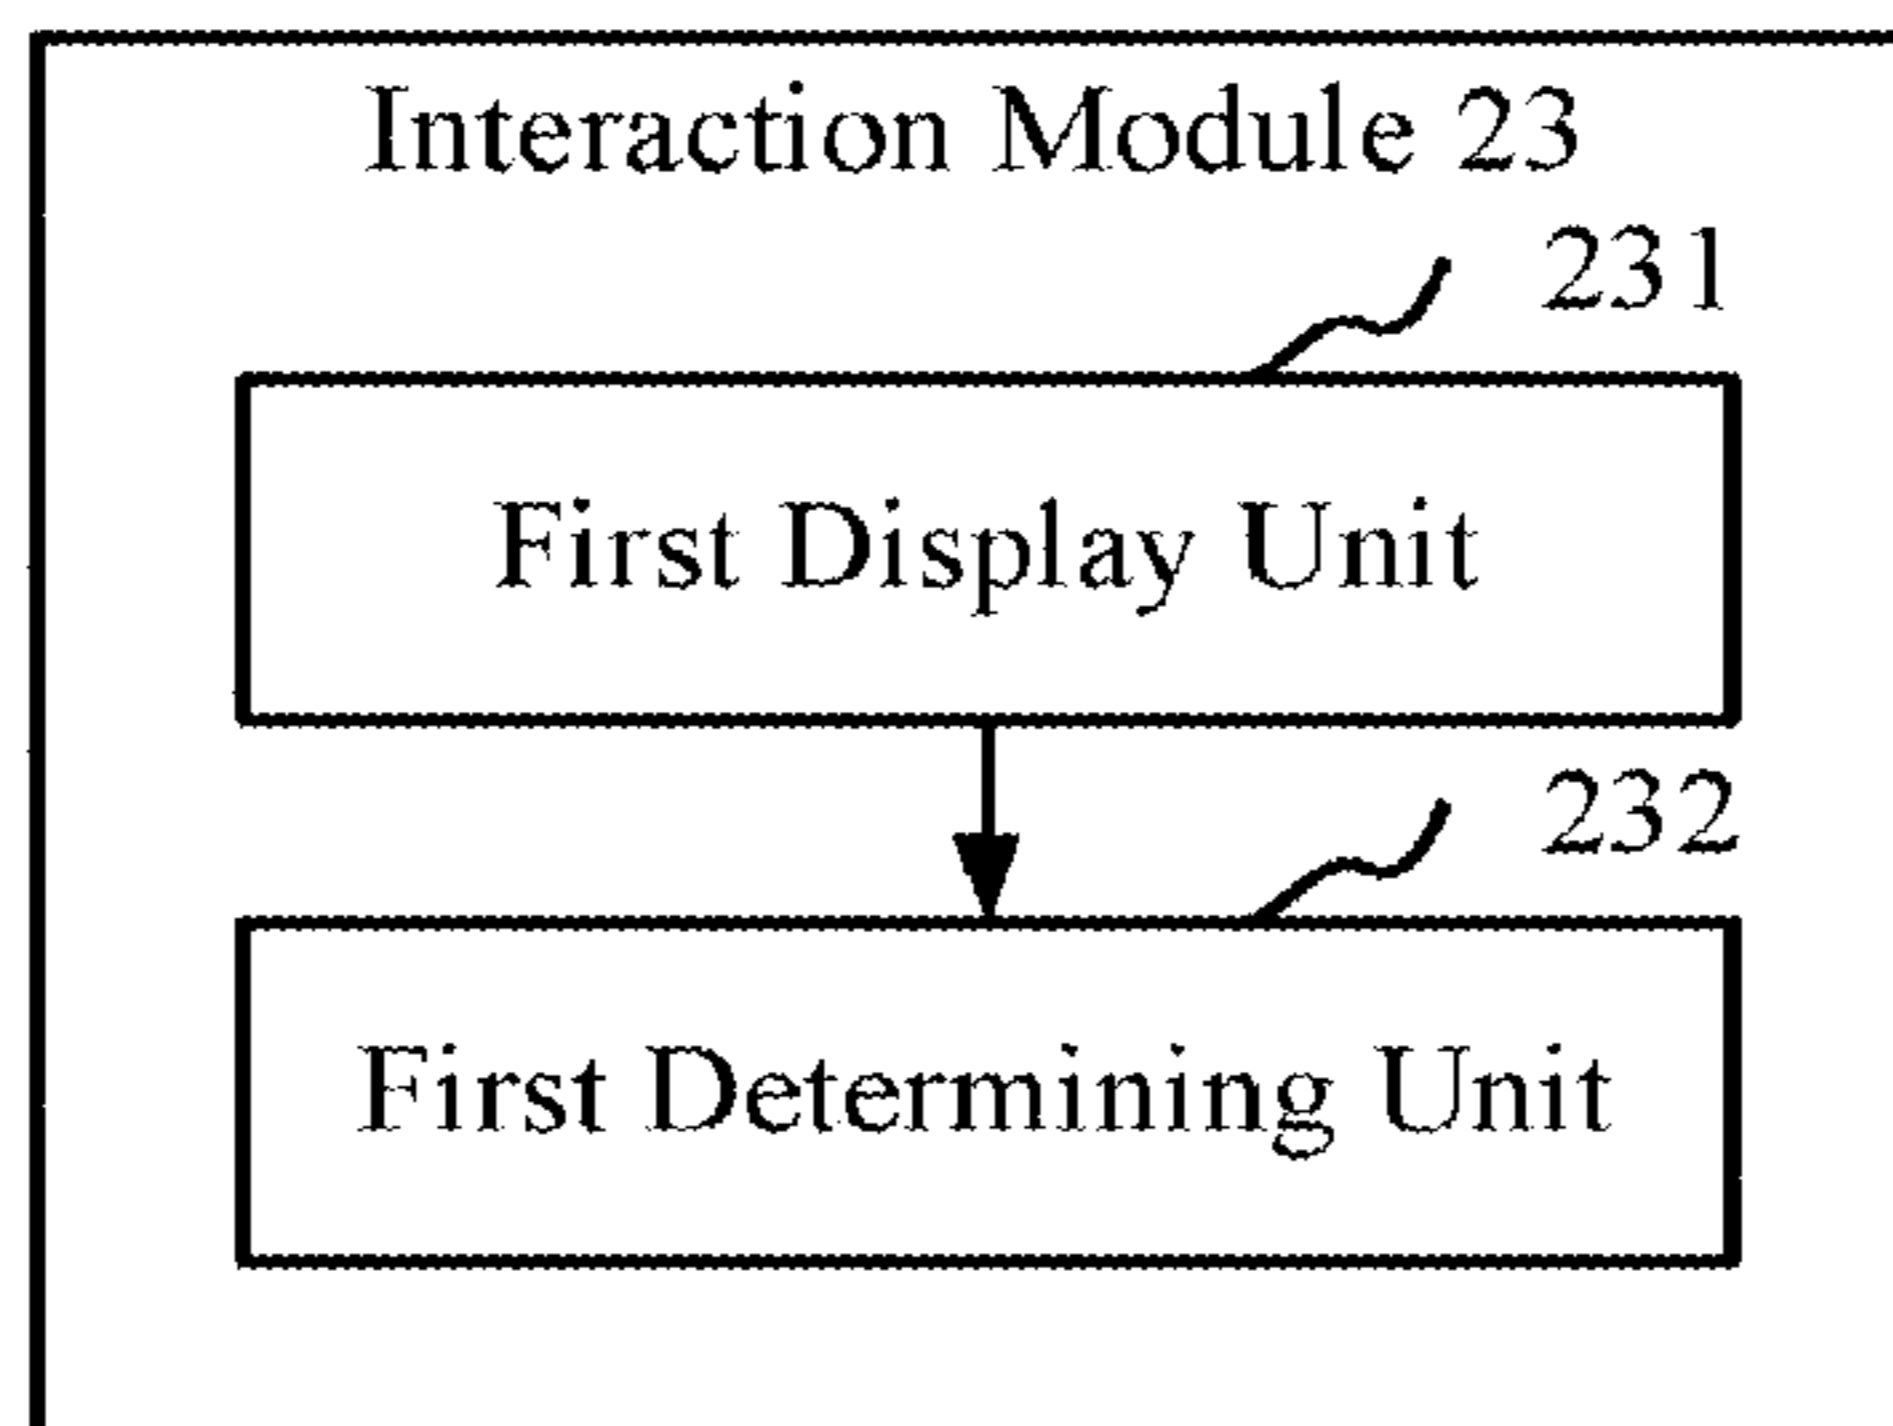 Interaction Module 23
231
First Display Unit
232
First Determining Unit